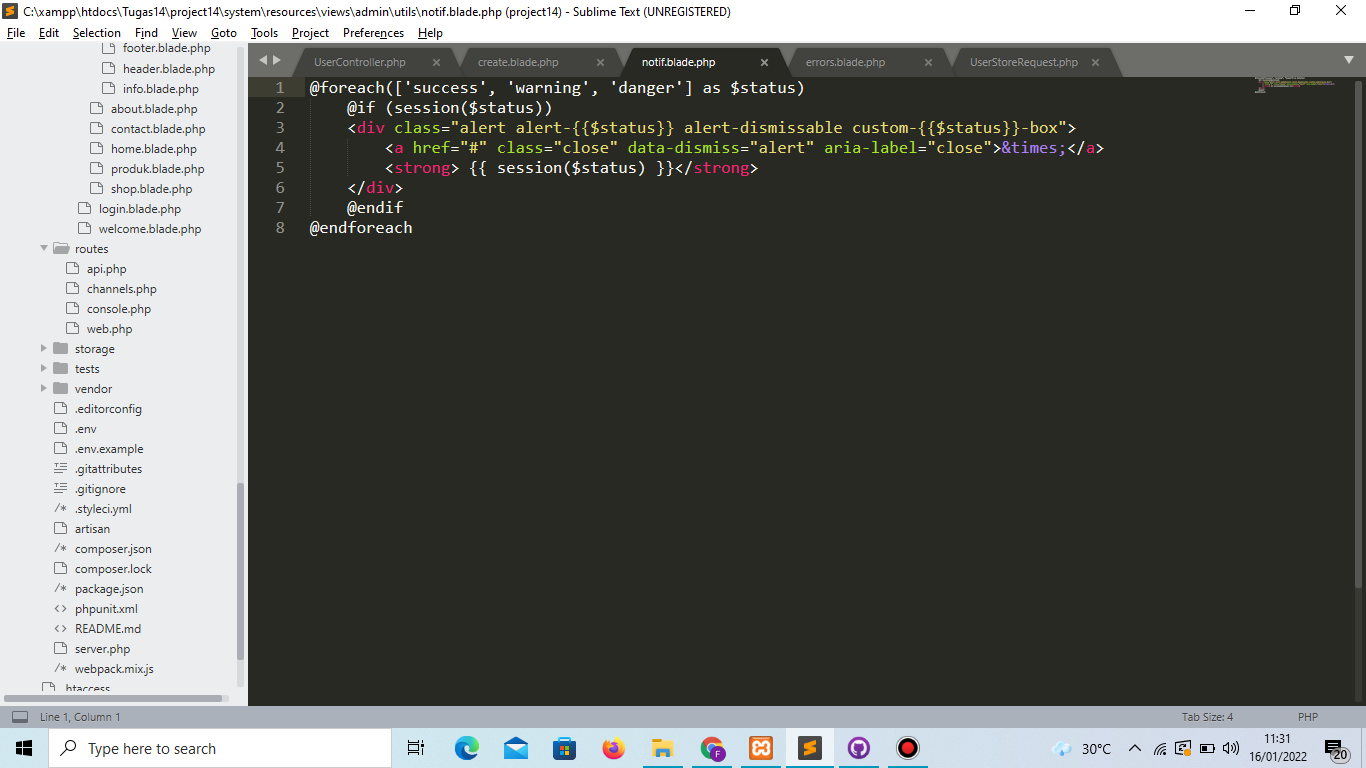 C:\xampp\htdocs\Tugas14\project14\system\resources\views\admin\utils\notif.blade.php (project14) - Sublime Text (UNREGISTERED)
File Edit Selection Find View Goto Tools Project Preferences Help
footer.blade.php
header.blade.php
info.blade.php
about.blade.php
contact.blade.php
home.blade.php
produk.blade.php
shop.blade.php
login.blade.php
welcome.blade.php
routes
api.php
channels.php
console.php
web.php
storage
tests
vendor
.editorconfig
.env
.env.example
.gitattributes
.gitignore
.styleci.yml
artisan
composer.json
composer.lock
package.json
phpunit.xml
README.md
server.php
webpack.mix.js
.htaccess
UserController.php create.blade.php notif.blade.php errors.blade.php UserStoreRequest.php
1 @foreach(['success', 'warning', 'danger'] as $status)
2 @if (session($status))
3 <div class="alert alert-{{$status}} alert-dismissable custom-{{$status}}-box">
4 <a href="#" class="close" data-dismiss="alert" aria-label="close">&times;</a>
5 <strong> {{ session($status) }}</strong>
6 </div>
7 @endif
8 @endforeach
Line 1, Column 1 Tab Size: 4 PHP
Type here to search
F
30°C
11:31
16/01/2022
20